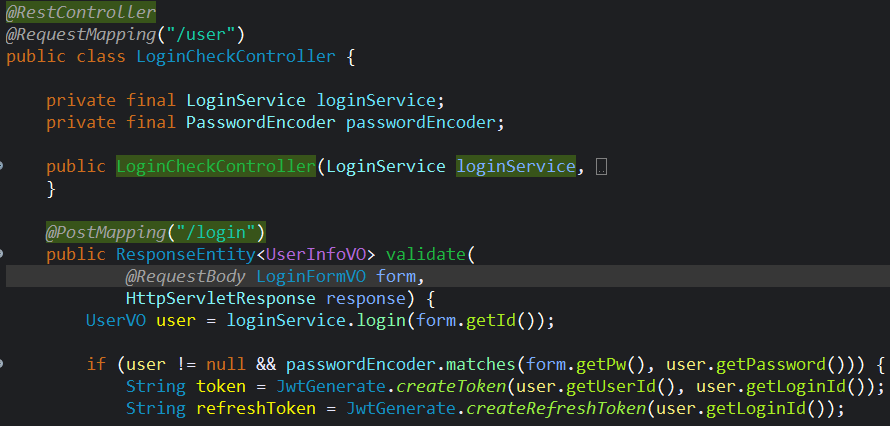 @RestController
@RequestMapping("/user")
public class LoginCheckController {
private final LoginService loginService;
private final PasswordEncoder passwordEncoder;
public LoginCheckController(LoginService loginService,
}
@PostMapping("/login")
public ResponseEntity<UserInfoVO> validate(
@RequestBody LoginFormVO form,
HttpServletResponse response) {
UserVO user = loginService.login(form.getId());
if (user != null && passwordEncoder.matches(form.getPw(), user.getPassword())) {
String token = JwtGenerate.createToken(user.getUserId(), user.getLoginId());
String refreshToken = JwtGenerate.createRefreshToken(user.getLoginId());